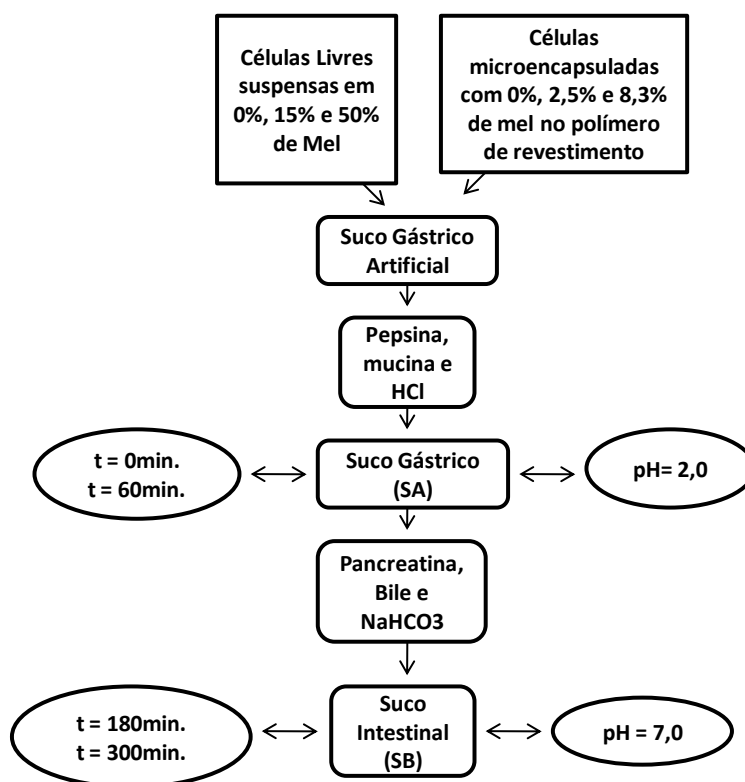 Células Livres
suspensas em
0%, 15% e 50%
de Mel
Células
microencapsuladas
com 0%, 2,5% e 8,3%
de mel no polímero
de revestimento
Suco Gástrico
Artificial
Pepsina,
mucina e
HCl
t = 0min.
t = 60min.
Suco Gástrico
(SA)
pH= 2,0
Pancreatina,
Bile e
NaHCO3
t = 180min.
t = 300min.
Suco
Intestinal
(SB)
pH = 7,0